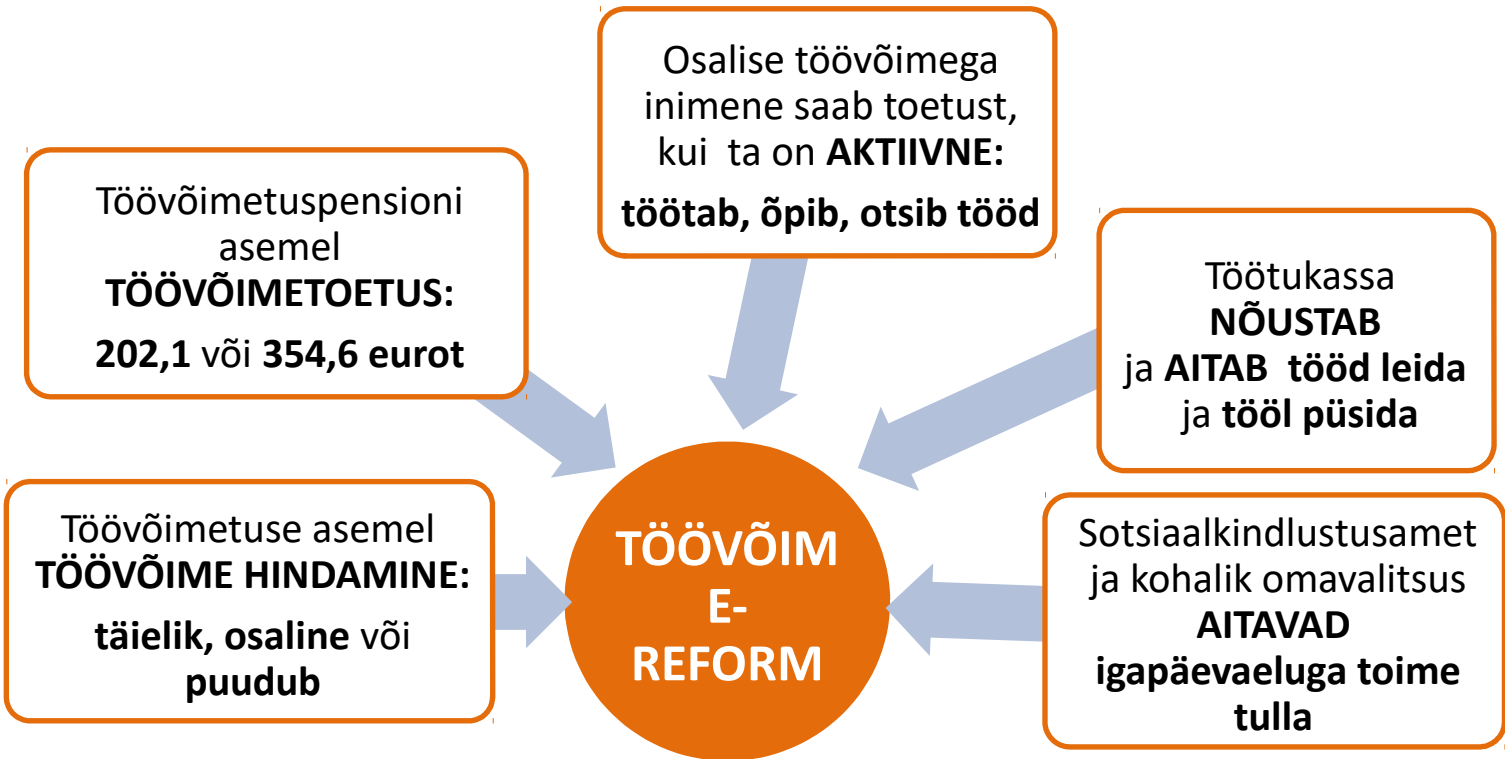 Osalise töövõimega
inimene saab toetust,
kui ta on AKTIIVNE:
töötab, õpib, otsib tööd
Töövõimetuspensioni
asemel
TÖÖVÕIMETOETUS:
202,1 või 354,6 eurot
Töötukassa
NÕUSTAB
ja AITAB tööd leida
ja tööl püsida
Töövõimetuse asemel
TÖÖVÕIME HINDAMINE:
täielik, osaline või
puudub
TÖÖVÕIM
E-
REFORM
Sotsiaalkindlustusamet
ja kohalik omavalitsus
AITAVAD
igapäevaeluga toime
tulla